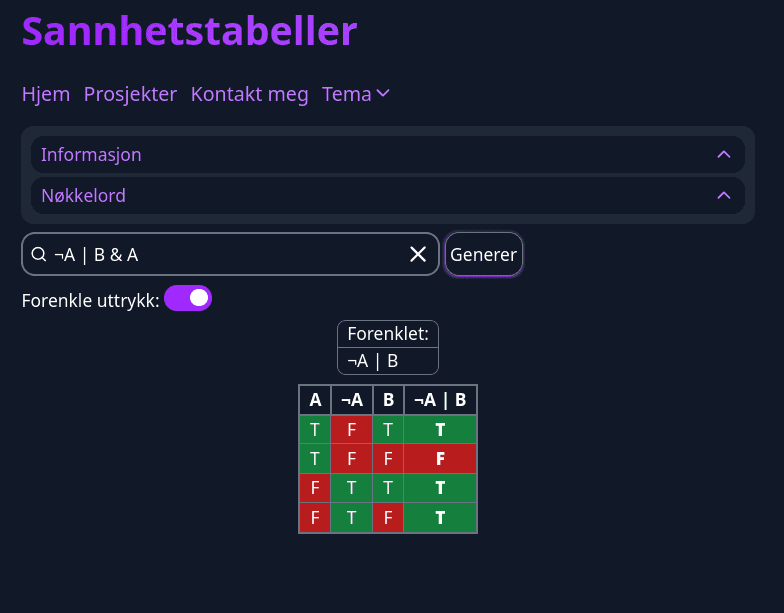 Sannhetstabeller
Hjem Prosjekter Kontakt meg Tema
Informasjon
Nøkkelord
¬A | B & A Generer
Forenkle uttrykk:
Forenklet:
¬A | B
A ¬A B ¬A | B
T F T T
T F F F
F T T T
F T F T